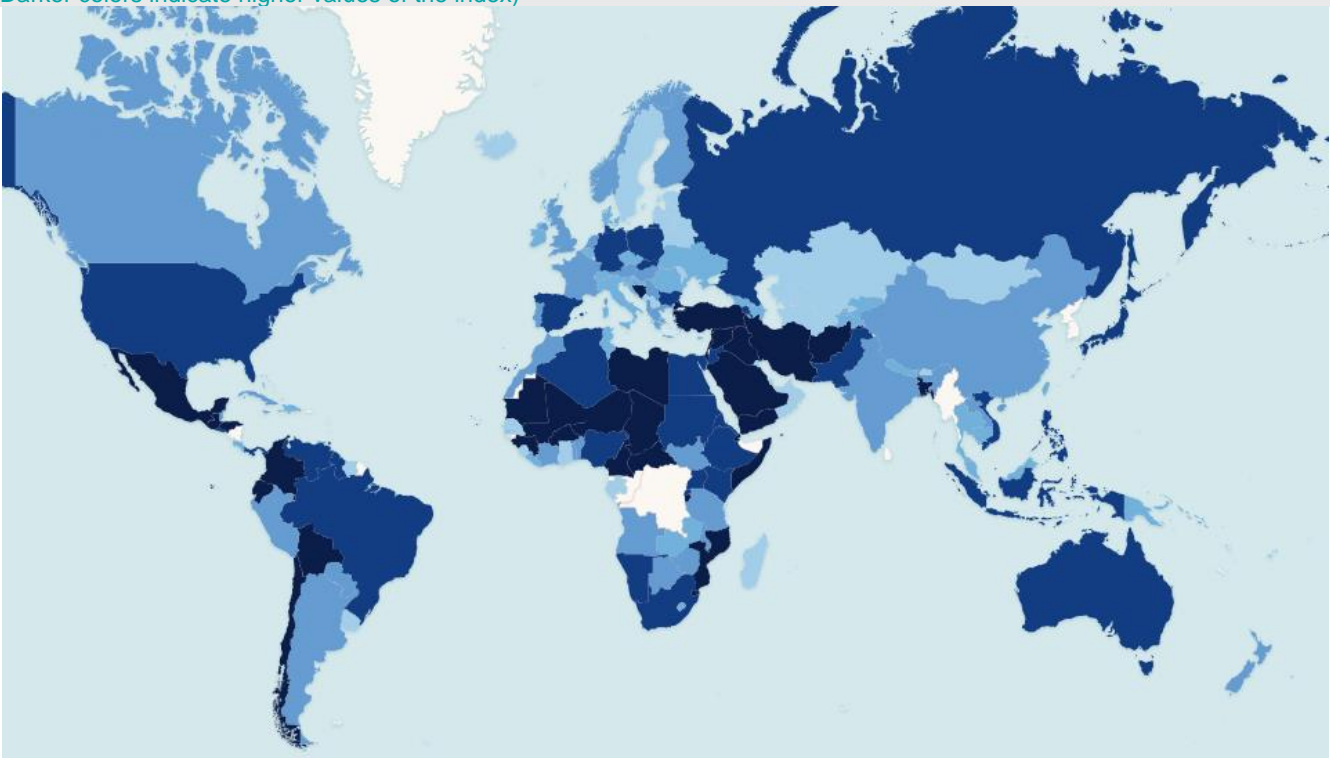 Darker colors indicate higher values of the index)